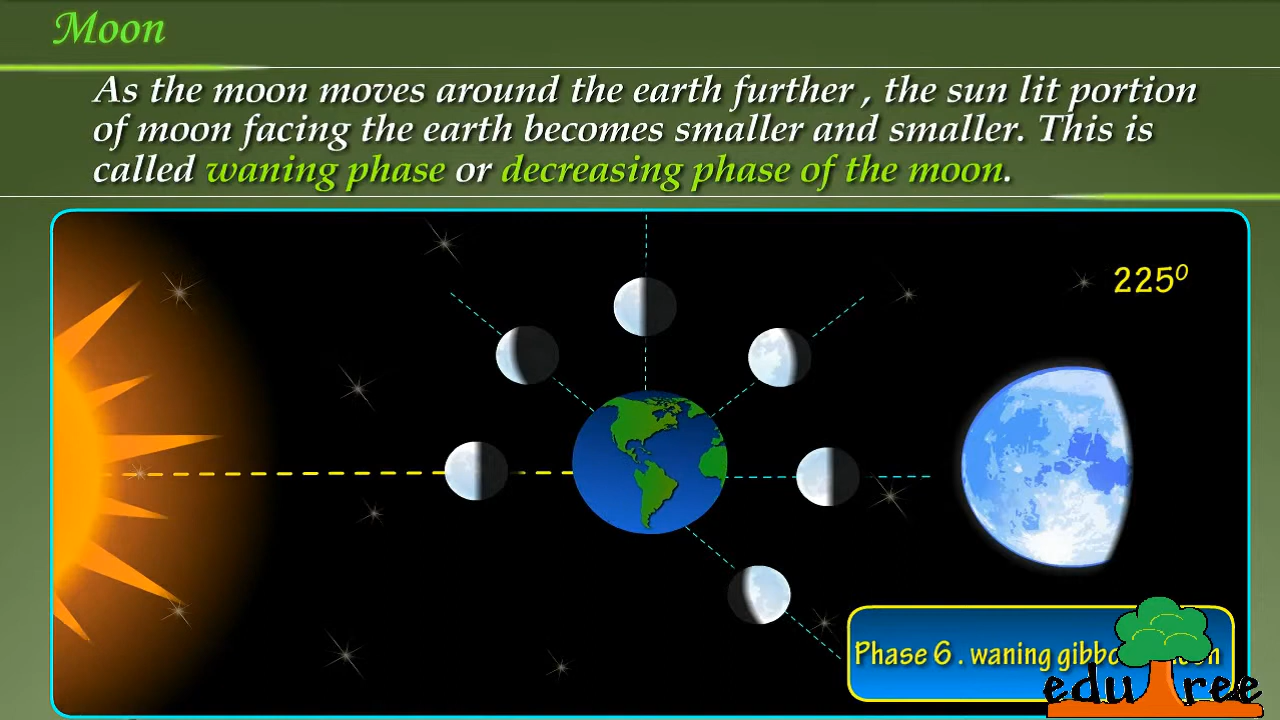 Moon
As the moon moves around the earth further , the sun lit portion
of moon facing the earth becomes smaller and smaller. This is
called waning phase or decreasing phase of the moon.
225⁰
Phase 6 . waning
edu Tree